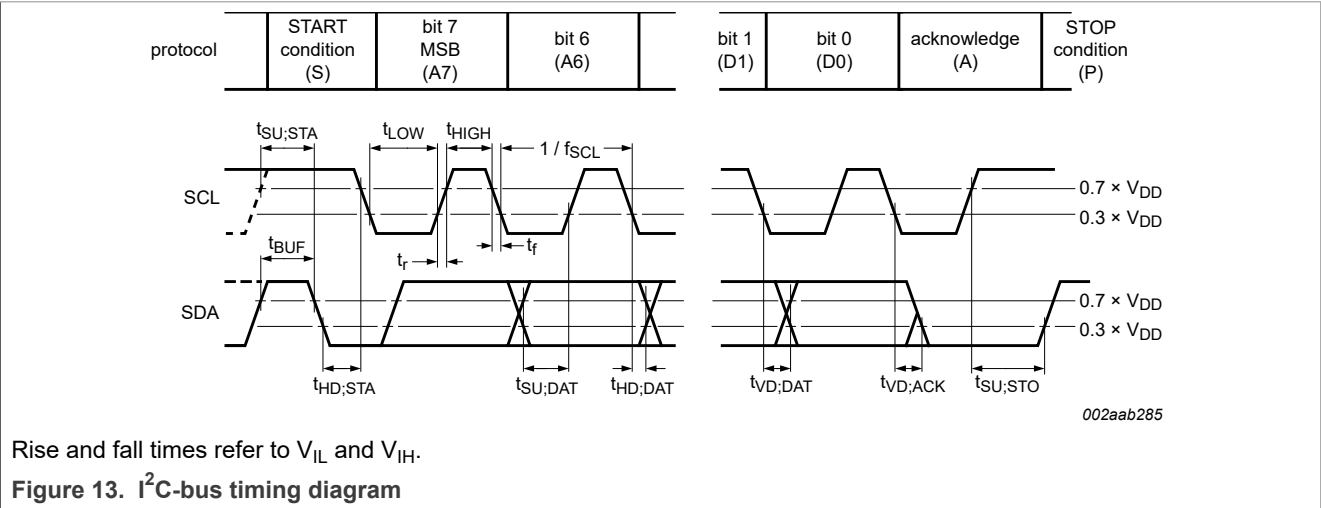 protocol
START
condition
(S)
bit 7
MSB
(A7)
bit 6
(A6)
bit 1
(D1)
bit 0
(D0)
acknowledge
(A)
STOP
condition
(P)
tSU;STA
tLOW
tHIGH
1 / fSCL
SCL
0.7 × VDD
0.3 × VDD
tBUF
tr
tf
SDA
0.7 × VDD
0.3 × VDD
tHD;STA
tSU;DAT
tHD;DAT
tVD;DAT
tVD;ACK
tSU;STO
002aab285
Rise and fall times refer to VIL and VIH.
Figure 13. I2C-bus timing diagram